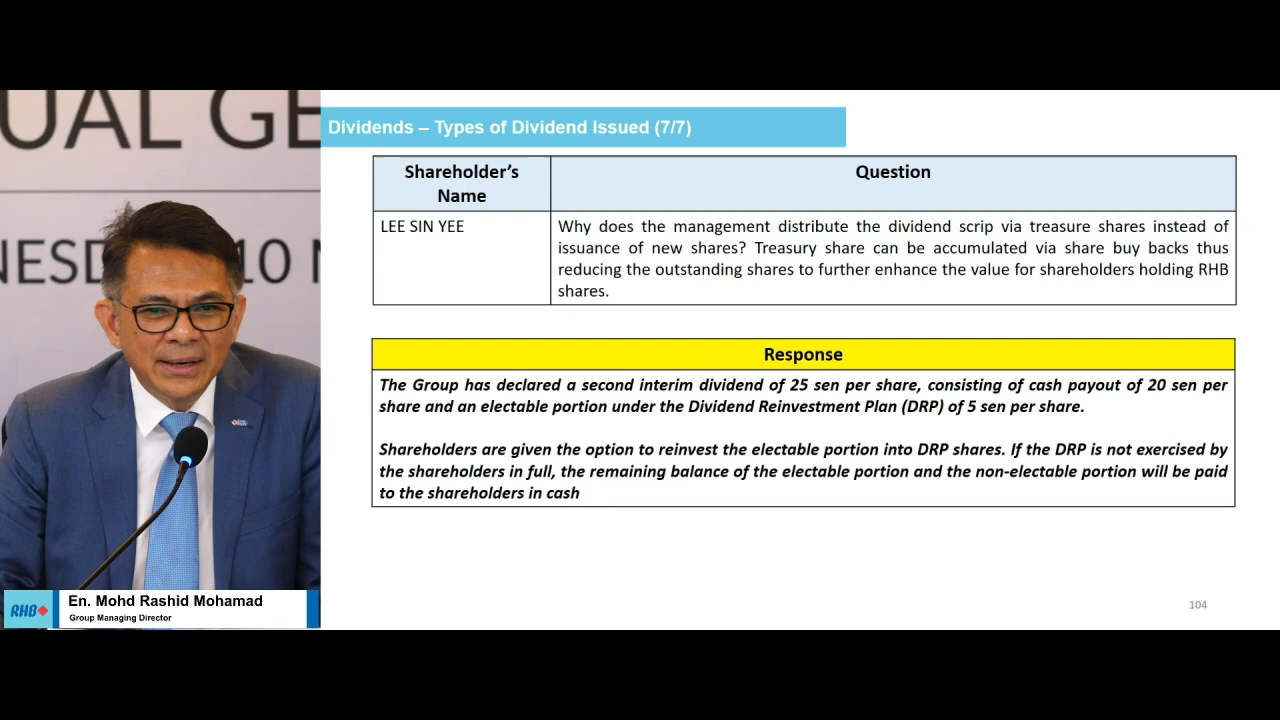 UAL GE
NESD 10
Dividends – Types of Dividend Issued (7/7)
Shareholder’s
Name
Question
LEE SIN YEE
Why does the management distribute the dividend scrip via treasure shares instead of
issuance of new shares? Treasury share can be accumulated via share buy backs thus
reducing the outstanding shares to further enhance the value for shareholders holding RHB
shares.
Response
The Group has declared a second interim dividend of 25 sen per share, consisting of cash payout of 20 sen per
share and an electable portion under the Dividend Reinvestment Plan (DRP) of 5 sen per share.
Shareholders are given the option to reinvest the electable portion into DRP shares. If the DRP is not exercised by
the shareholders in full, the remaining balance of the electable portion and the non-electable portion will be paid
to the shareholders in cash
RHB
En. Mohd Rashid Mohamad
Group Managing Director
104